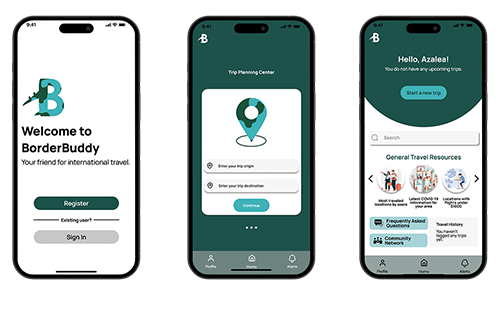 9:41
B
Welcome to
BorderBuddy
Your friend for international travel.
Register
Existing user?
Sign In
9:41
B
Trip Planning Center
Enter your trip origin
Enter your trip destination
Continue
Profile
Home
Alerts
9:41
B
Hello, Azalea!
You do not have any upcoming trips.
Start a new trip
Search
General Travel Resources
Most travelled
locations by users
Latest COVID 19
information for
your area
Locations with
flights under
$1000
Frequently Asked
Questions
Community
Network
Travel History
You haven't
logged any trips
yet.
Profile
Home
Alerts